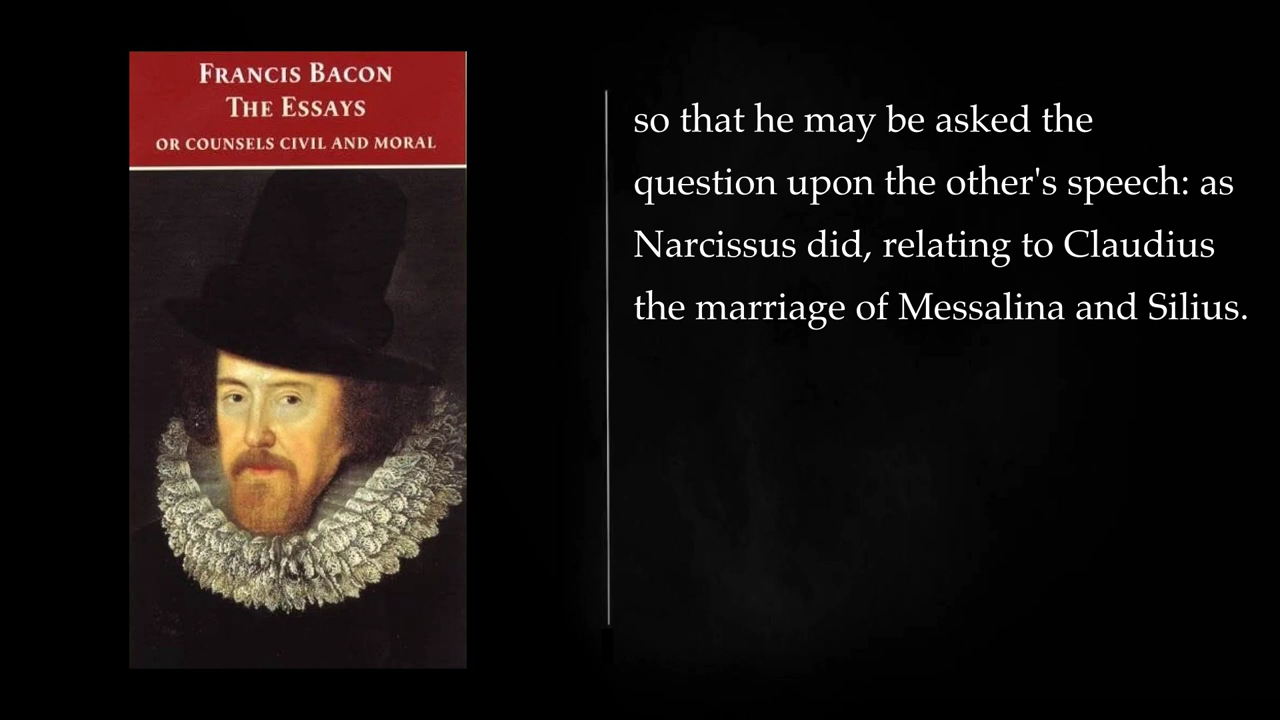 FRANCIS BACON
THE ESSAYS
OR COUNSELS CIVIL AND MORAL
so that he may be asked the
question upon the other's speech: as
Narcissus did, relating to Claudius
the marriage of Messalina and Silius.